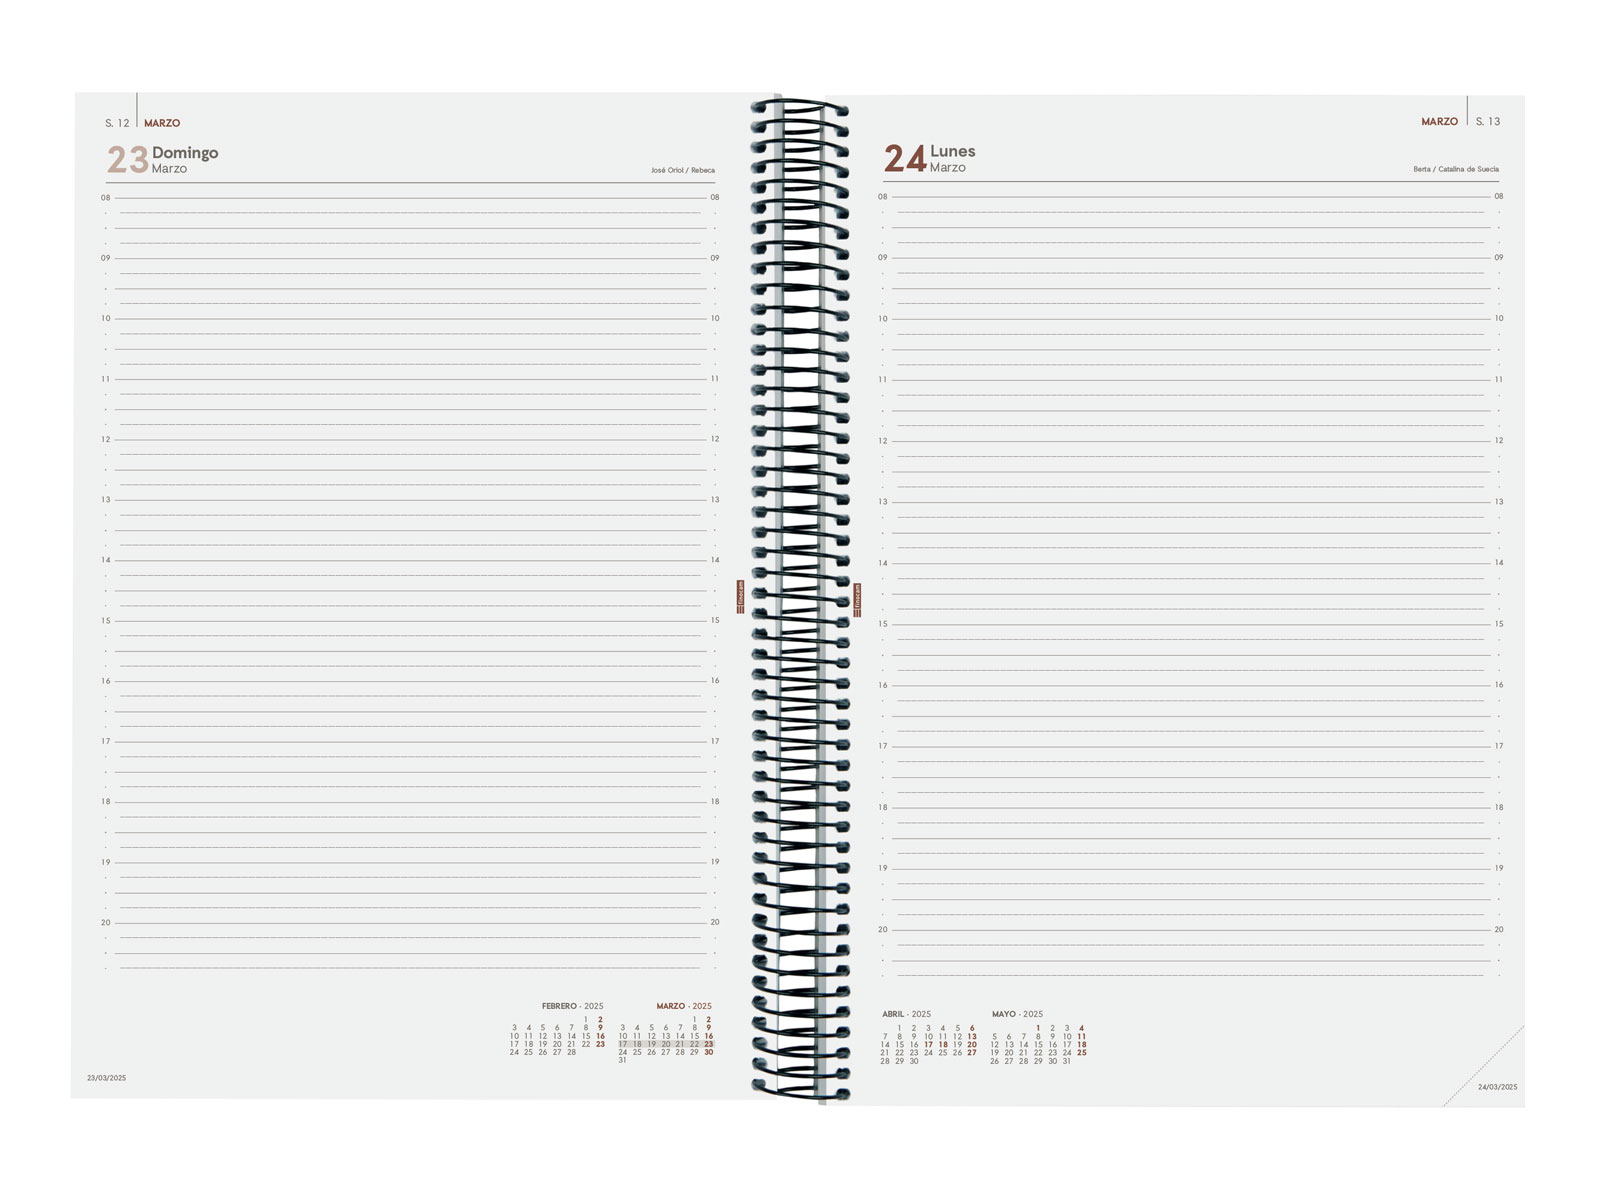 S. 12 MARZO
23 Domingo
Marzo
José Oriol / Rebeca
08 08
09 09
10 10
11 11
12 12
13 13
14 14
15 15
16 16
17 17
18 18
19 19
20 20
FEBRERO · 2025
1 2
3 4 5 6 7 8 9
10 11 12 13 14 15 16
17 18 19 20 21 22 23
24 25 26 27 28
MARZO · 2025
1 2
3 4 5 6 7 8 9
10 11 12 13 14 15 16
17 18 19 20 21 22 23
24 25 26 27 28 29 30
31
23/03/2025
finocam
finocam
MARZO S. 13
24 Lunes
Marzo
Berta / Catalina de Suecia
08 08
09 09
10 10
11 11
12 12
13 13
14 14
15 15
16 16
17 17
18 18
19 19
20 20
ABRIL · 2025
1 2 3 4 5 6
7 8 9 10 11 12 13
14 15 16 17 18 19 20
21 22 23 24 25 26 27
28 29 30
MAYO · 2025
1 2 3 4
5 6 7 8 9 10 11
12 13 14 15 16 17 18
19 20 21 22 23 24 25
26 27 28 29 30 31
24/03/2025